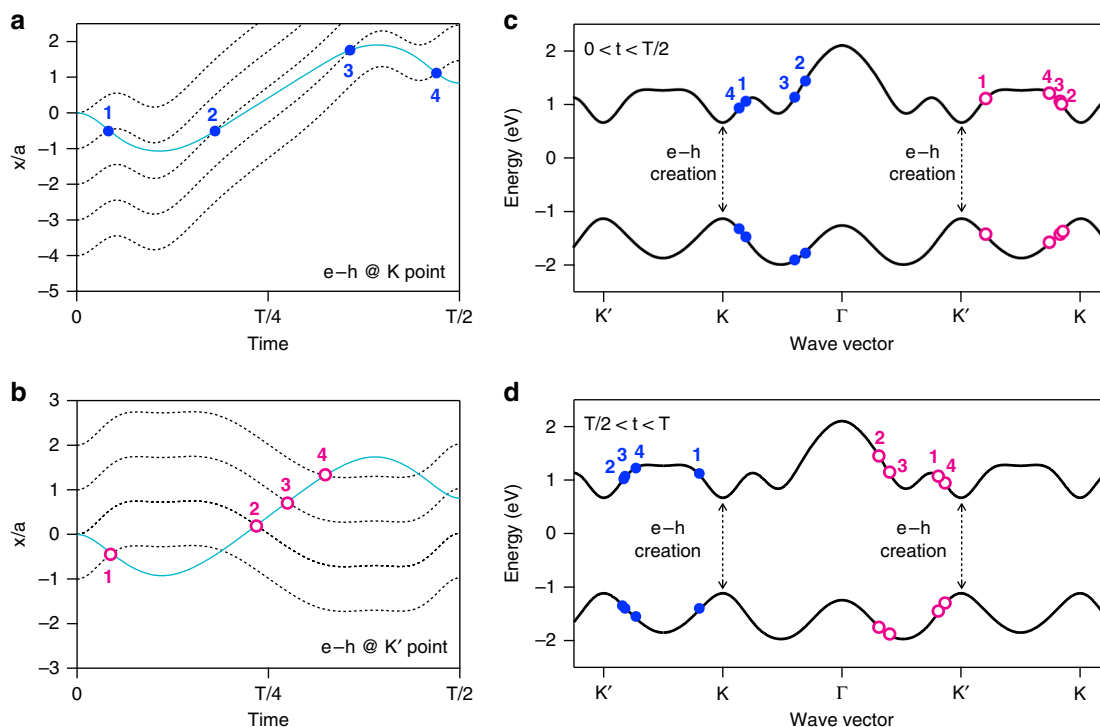 a
2
1
0
−1
−2
−3
−4
−5
x/a
1
2
3
4
e−h @ K point
0
T/4
T/2
Time
b
3
2
1
0
−1
−2
−3
x/a
1
2
3
4
e−h @ K′ point
0
T/4
T/2
Time
c
0 < t < T/2
2
1
0
−1
−2
Energy (eV)
4
1
3
2
1
4
3
2
e−h
creation
e−h
creation
K′
K
Γ
K′
K
Wave vector
d
T/2 < t < T
2
1
0
−1
−2
Energy (eV)
2
3
4
1
2
3
1
4
e−h
creation
e−h
creation
K′
K
Γ
K′
K
Wave vector